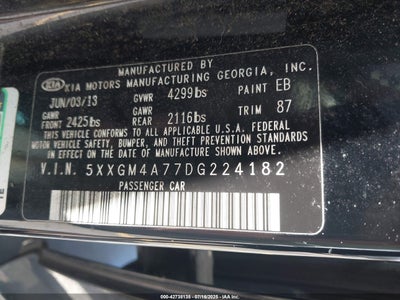 MANUFACTURED BY
KIA KIA MOTORS MANUFACTURING GEORGIA, INC.
JUN/03/13 GVWR 4299lbs PAINT EB
GAWR FRONT 2425lbs GAWR REAR 2116lbs TRIM 87
THIS VEHICLE CONFORMS TO ALL APPLICABLE U.S.A. FEDERAL
MOTOR VEHICLE SAFETY, BUMPER, AND THEFT PREVENTION STANDARDS
IN EFFECT ON THE DATE OF MANUFACTURE SHOWN ABOVE.
V.I.N. 5XXGM4A77DG224182
PASSENGER CAR
000-42738138 - 07/18/2025 - IAA Inc.